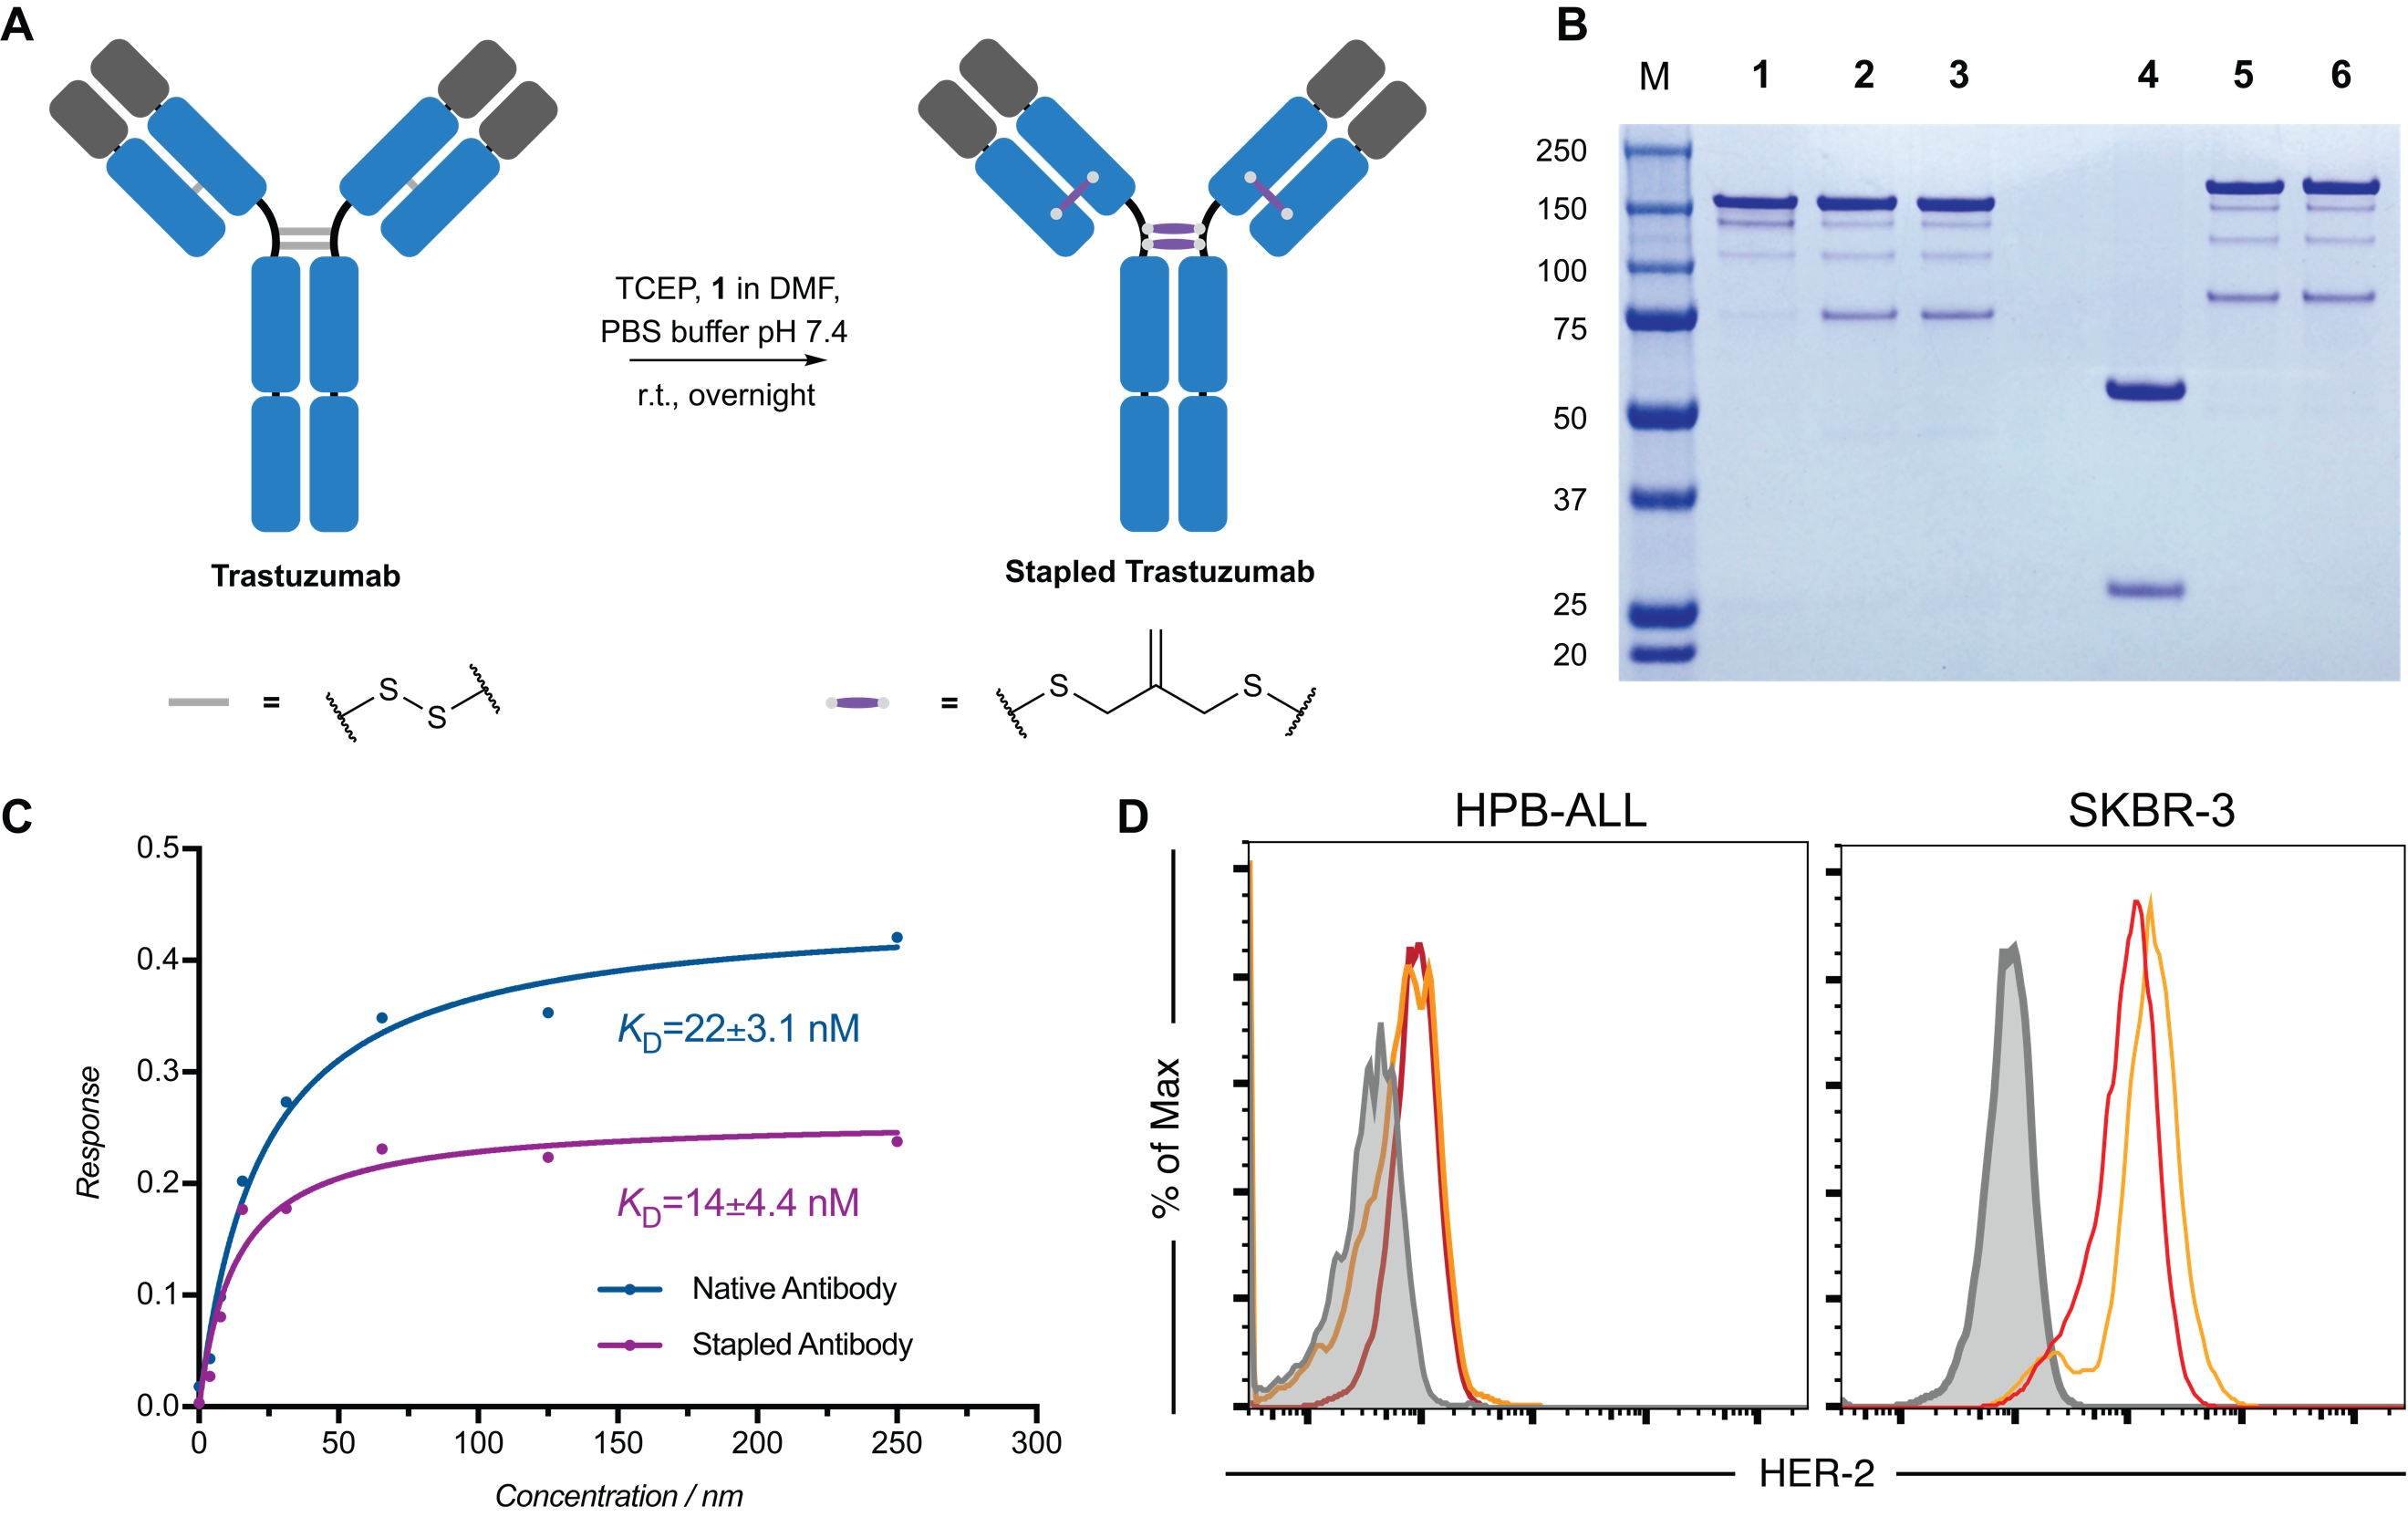 A
TCEP, 1 in DMF,
PBS buffer pH 7.4
r.t., overnight
Trastuzumab
Stapled Trastuzumab
=
S
S
=
S
S
B
M 1 2 3 4 5 6
250
150
100
75
50
37
25
20
C
Response
0.5
0.4
0.3
0.2
0.1
0.0
KD=22±3.1 nM
KD=14±4.4 nM
Native Antibody
Stapled Antibody
0 50 100 150 200 250 300
Concentration / nm
D
HPB-ALL SKBR-3
% of Max
HER-2